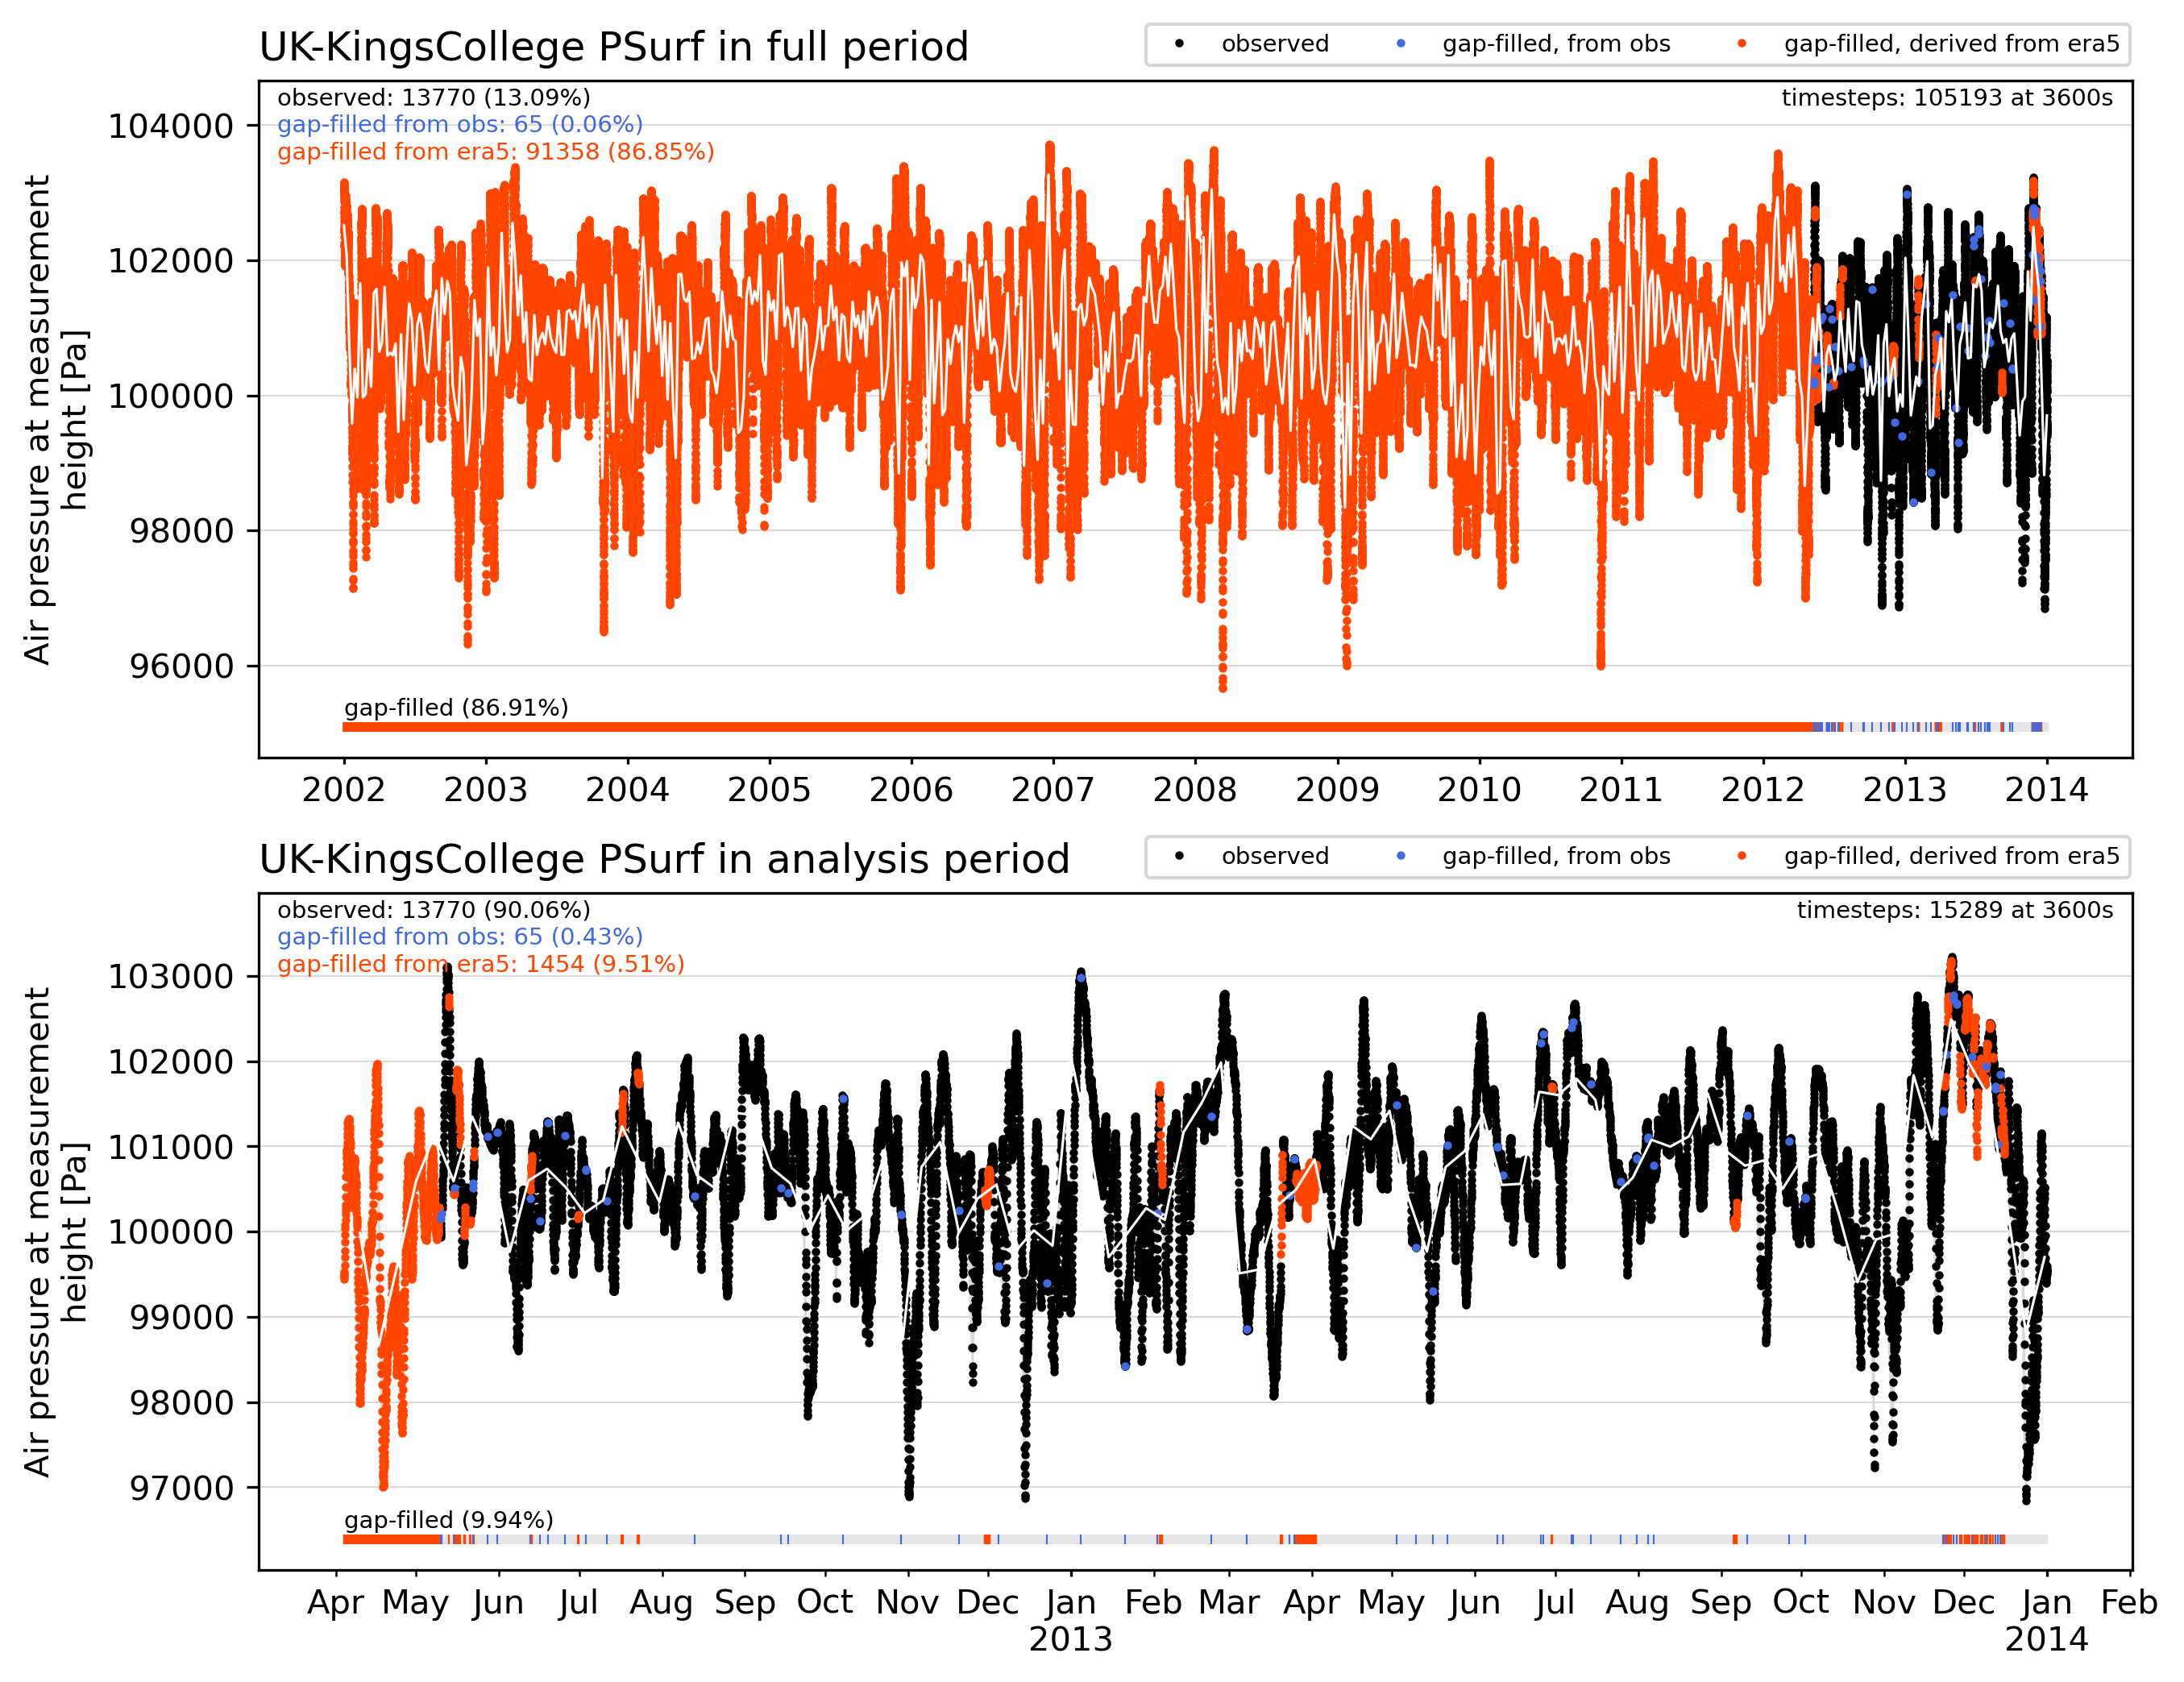 UK-KingsCollege PSurf in full period
observed
gap-filled, from obs
gap-filled, derived from era5
observed: 13770 (13.09%)
timesteps: 105193 at 3600s
gap-filled from obs: 65 (0.06%)
gap-filled from era5: 91358 (86.85%)
Air pressure at measurement
height [Pa]
104000
102000
100000
98000
96000
gap-filled (86.91%)
2002 2003 2004 2005 2006 2007 2008 2009 2010 2011 2012 2013 2014
UK-KingsCollege PSurf in analysis period
observed
gap-filled, from obs
gap-filled, derived from era5
observed: 13770 (90.06%)
timesteps: 15289 at 3600s
gap-filled from obs: 65 (0.43%)
gap-filled from era5: 1454 (9.51%)
Air pressure at measurement
height [Pa]
103000
102000
101000
100000
99000
98000
97000
gap-filled (9.94%)
Apr May Jun Jul Aug Sep Oct Nov Dec Jan Feb Mar Apr May Jun Jul Aug Sep Oct Nov Dec Jan Feb
2013 2014